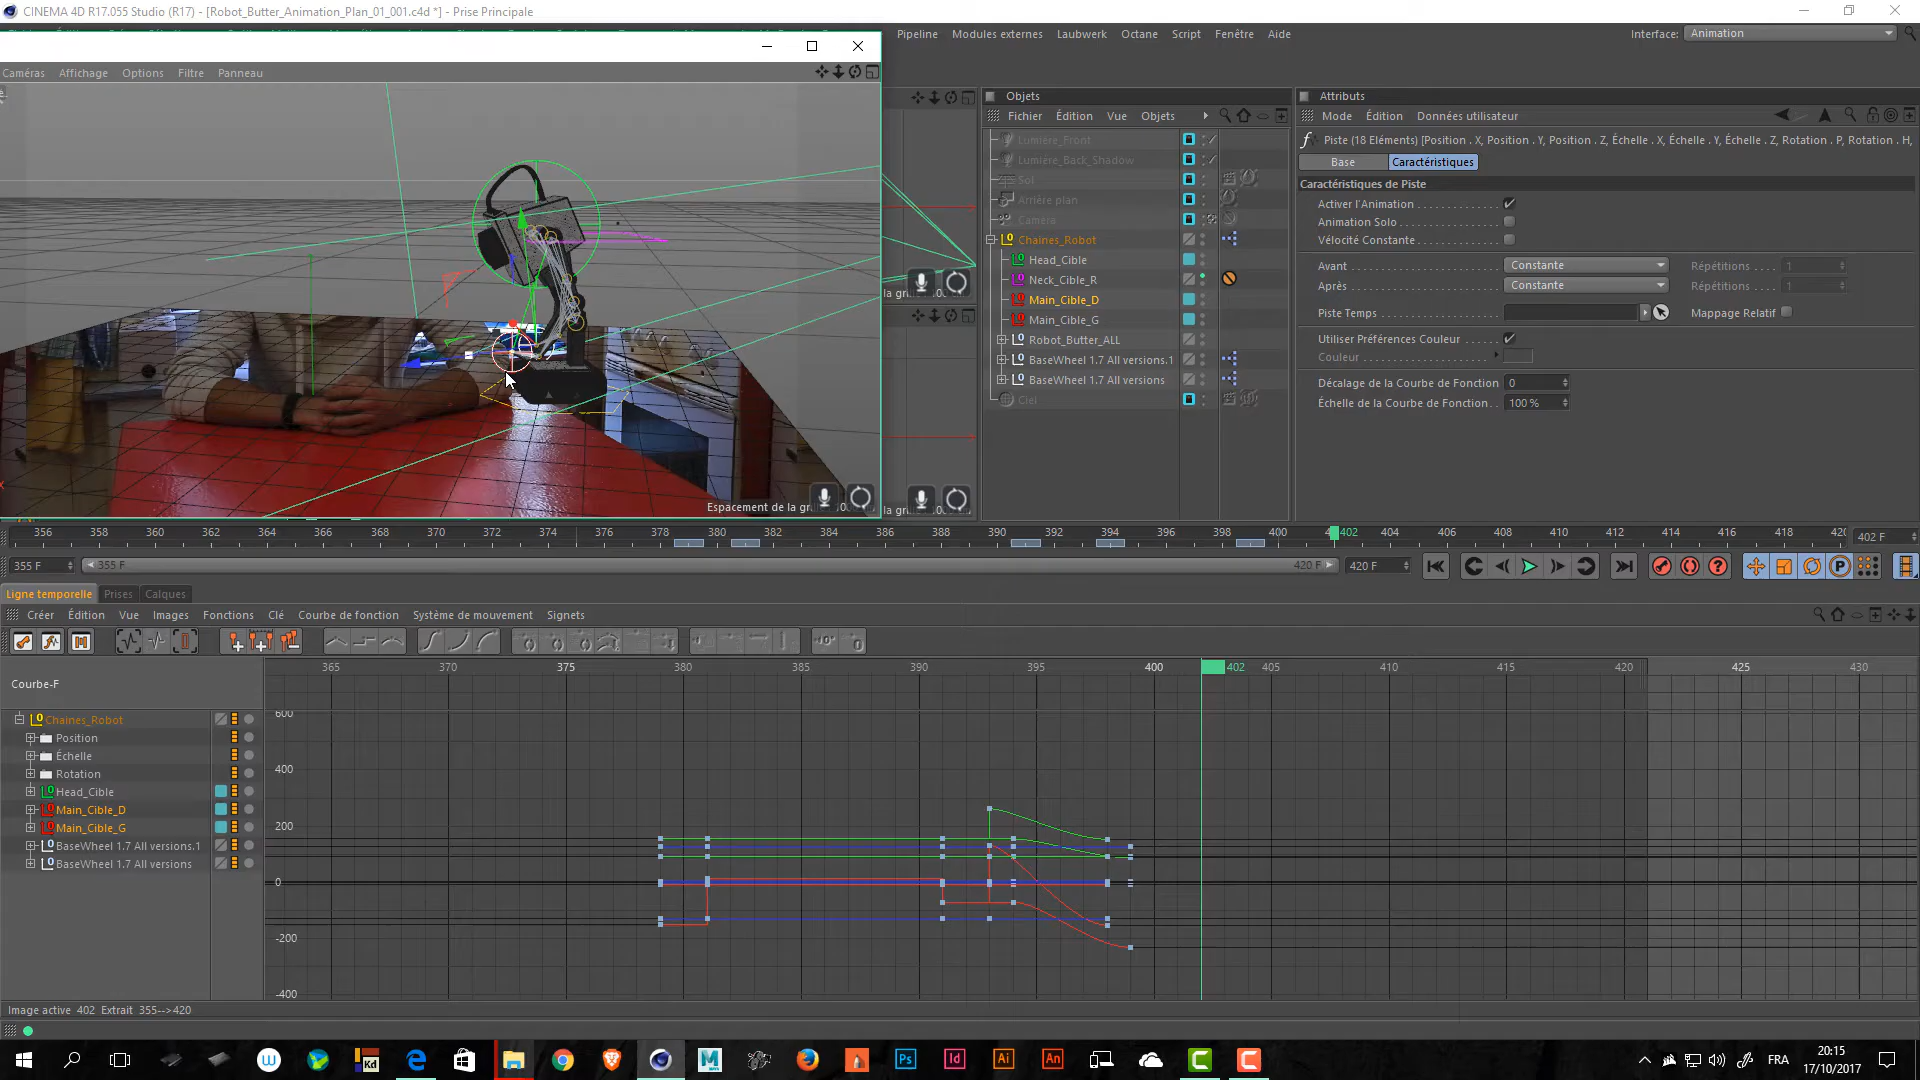 CINEMA 4D R17.055 Studio (R17) - [Robot_Butter_Animation_Plan_01_001.c4d *] - Prise Principale
Pipeline Modules externes Laubwerk Octane Script Fenêtre Aide
Interface: Animation
Caméras Affichage Options Filtre Panneau
Espacement de la gri
Objets
Fichier Édition Vue Objets
Lumiere_Front
Lumière_Back_Shadow
Sol
Arrière plan
Caméra
Chaines_Robot
Head_Cible
Neck_Cible_R
Main_Cible_D
Main_Cible_G
Robot_Butter_ALL
BaseWheel 1.7 All versions.1
BaseWheel 1.7 All versions
Ciel
Attributs
Mode Édition Données utilisateur
Piste (18 Eléments) [Position . X, Position . Y, Position . Z, Échelle . X, Échelle . Y, Échelle . Z, Rotation . P, Rotation . H,
Base Caractéristiques
Caractéristiques de Piste
Activer l'Animation
Animation Solo
Vélocité Constante
Avant Constante Répétitions 1
Après Constante Répétitions 1
Piste Temps Mappage Relatif
Utiliser Préférences Couleur
Couleur
Décalage de la Courbe de Fonction 0
Échelle de la Courbe de Fonction 100 %
356 358 360 362 364 366 368 370 372 374 376 378 380 382 384 386 388 390 392 394 396 398 400 402 404 406 408 410 412 414 416 418 42 402 F
355 F 355 F 420 F 420 F
Ligne temporelle Prises Calques
Créer Édition Vue Images Fonctions Clé Courbe de fonction Système de mouvement Signets
365 370 375 380 385 390 395 400 402 405 410 415 420 425 430
Courbe-F
Chaines_Robot
Position
Échelle
Rotation
Head_Cible
Main_Cible_D
Main_Cible_G
BaseWheel 1.7 All versions.1
BaseWheel 1.7 All versions
600
400
200
0
-200
-400
Image active 402 Extrait 355-->420
FRA
20:15
17/10/2017